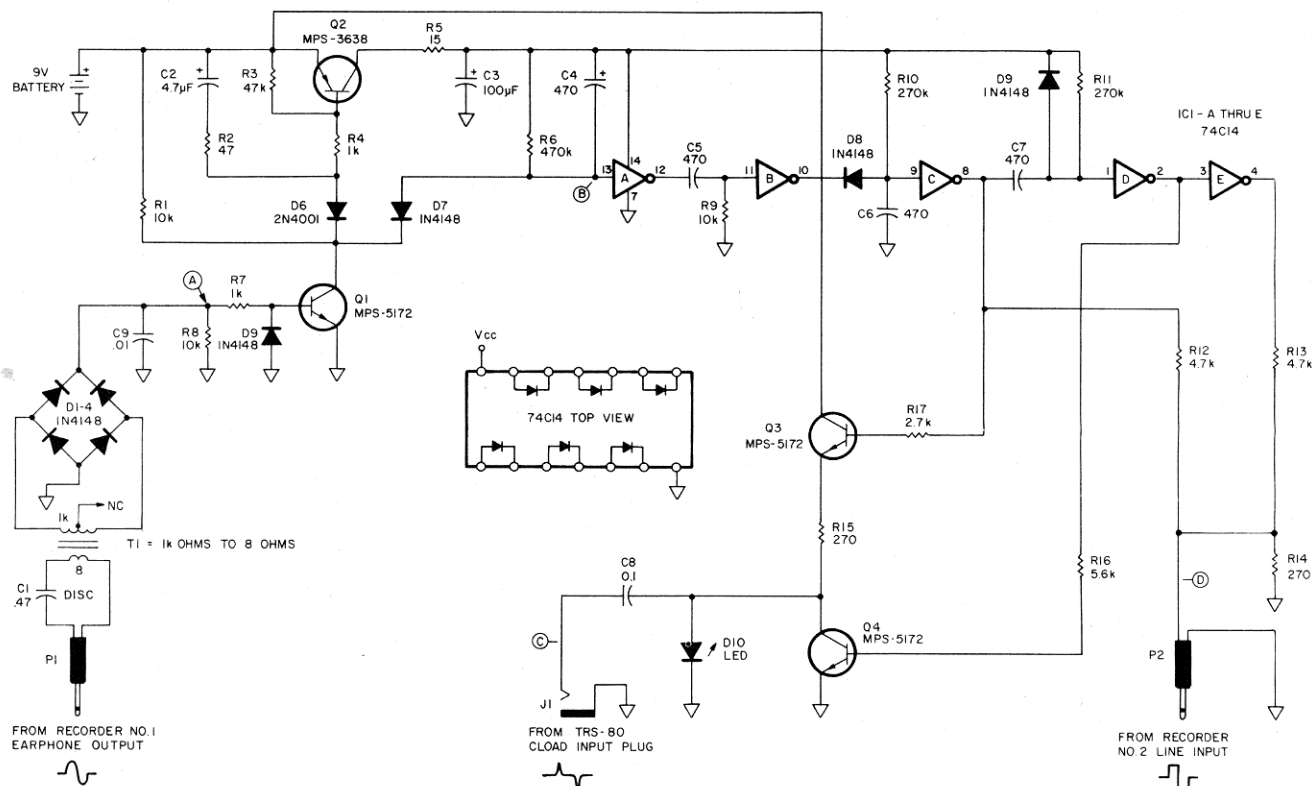 Q2
MPS-3638
R5
15
9V
BATTERY
+
C2
4.7µF
+
R3
47k
C3
100µF
+
C4
470
+
R10
270k
D9
1N4148
R11
270k
IC1-A THRU E
74C14
R2
47
R4
1k
R6
470k
R1
10k
D6
2N4001
D7
1N4148
B
13
14
A
7
12
C5
470
R9
10k
11
B
10
D8
1N4148
9
C
8
C6
470
C7
470
1
D
2
3
E
4
A
R7
1k
Q1
MPS-5172
C9
.01
R8
10k
D9
1N4148
D1-4
1N4148
Vcc
74C14 TOP VIEW
Q3
MPS-5172
R17
2.7k
R12
4.7k
R13
4.7k
NC
1k
T1 = 1k OHMS TO 8 OHMS
8
C1
.47
DISC
R15
270
R16
5.6k
R14
270
D
C8
0.1
C
D10
LED
Q4
MPS-5172
P1
J1
P2
FROM RECORDER NO.1
EARPHONE OUTPUT
FROM TRS-80
CLOAD INPUT PLUG
FROM RECORDER
NO.2 LINE INPUT